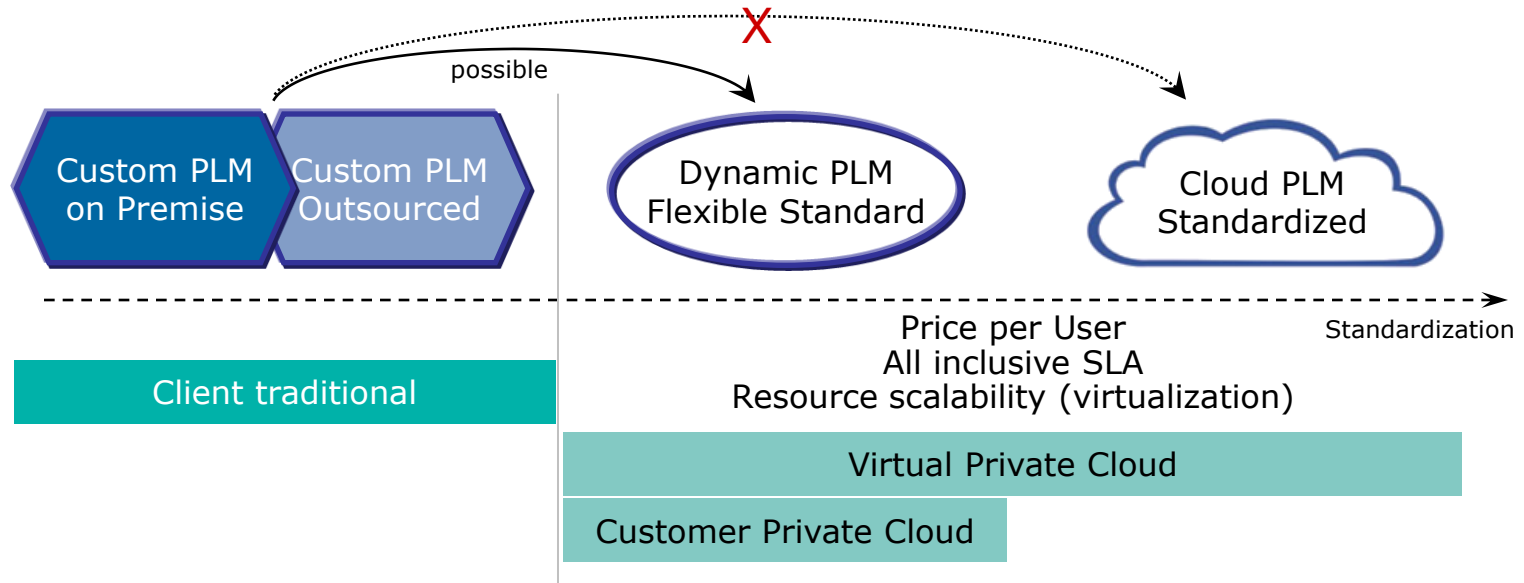 X
possible
Custom PLM
on Premise
Custom PLM
Outsourced
Dynamic PLM
Flexible Standard
Cloud PLM
Standardized
Standardization
Price per User
All inclusive SLA
Resource scalability (virtualization)
Client traditional
Virtual Private Cloud
Customer Private Cloud